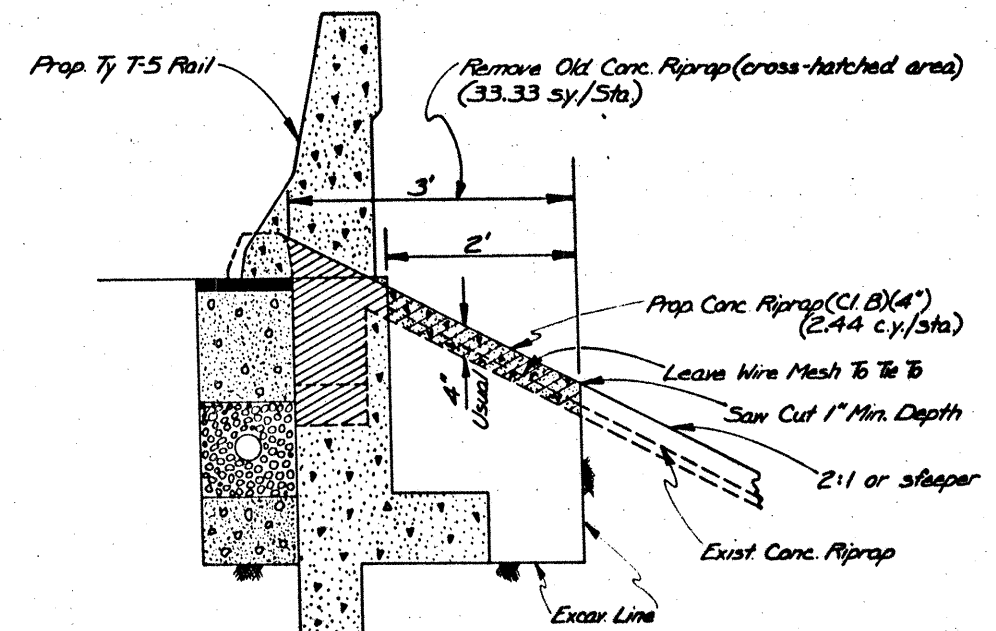 Prop. Ty T-5 Rail
Remove Old Conc. Riprap (cross-hatched area)
(33.33 sy./Sta.)
3'
2'
Prop. Conc. Riprap (Cl. B)(4")
(2.44 c.y./sta.)
Leave Wire Mesh To Tie To
4"
Usual
Saw Cut 1" Min. Depth
2:1 or steeper
Exist. Conc. Riprap
Excav. Line